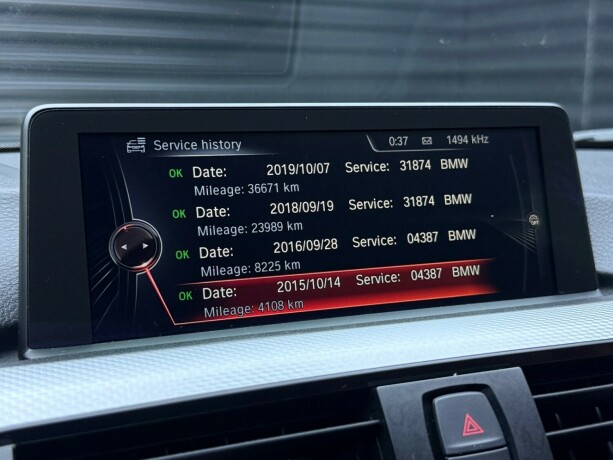 Service history 0:37 1494 kHz
OK Date: 2019/10/07 Service: 31874 BMW
Mileage: 36671 km
OK Date: 2018/09/19 Service: 31874 BMW
Mileage: 23989 km
OK Date: 2016/09/28 Service: 04387 BMW
Mileage: 8225 km
OK Date: 2015/10/14 Service: 04387 BMW
Mileage: 4108 km